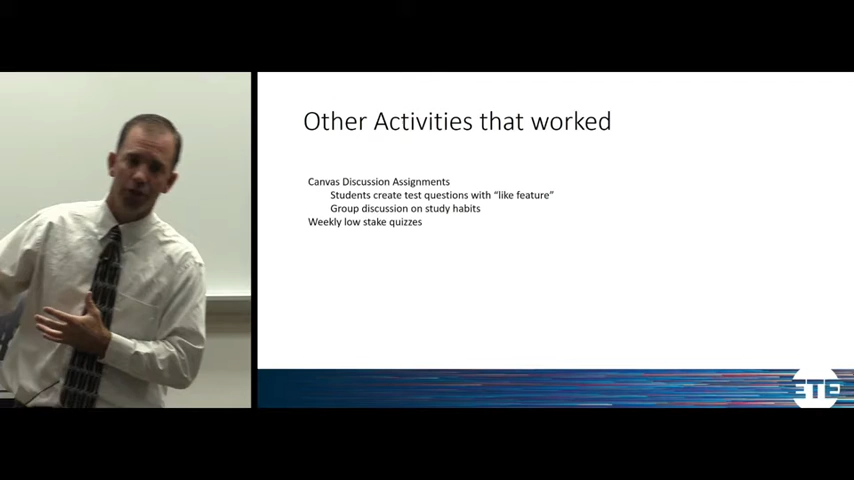 Other Activities that worked
Canvas Discussion Assignments
Students create test questions with “like feature”
Group discussion on study habits
Weekly low stake quizzes
ETE